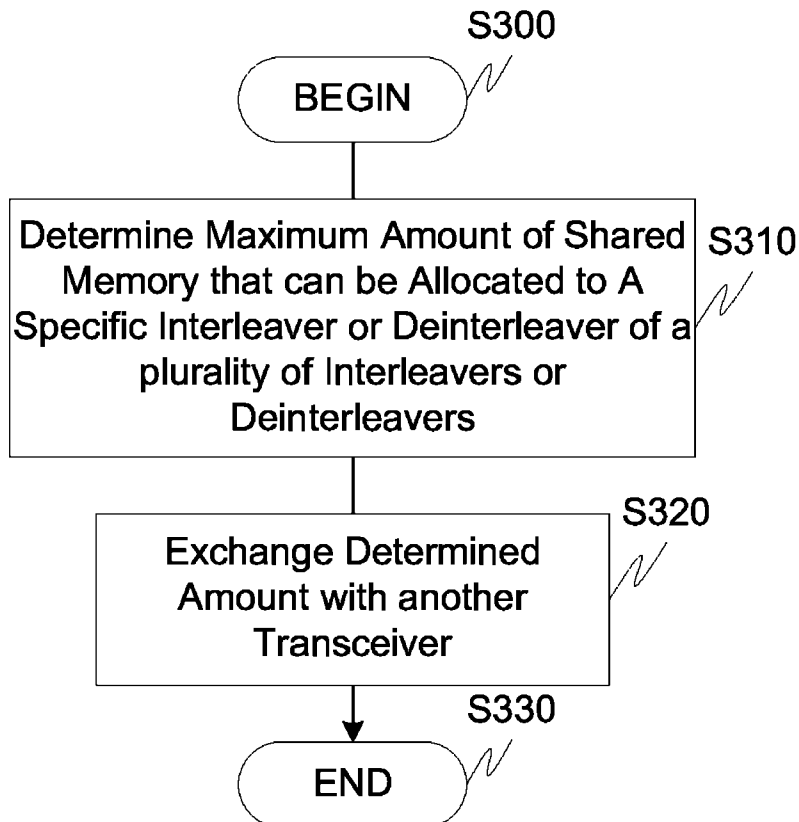 S300
BEGIN
Determine Maximum Amount of Shared
S310
Memory that can be Allocated to A
Specific Interleaver or Deinterleaver of a
plurality of Interleavers or
Deinterleavers
S320
Exchange Determined
Amount with another
Transceiver
S330
END